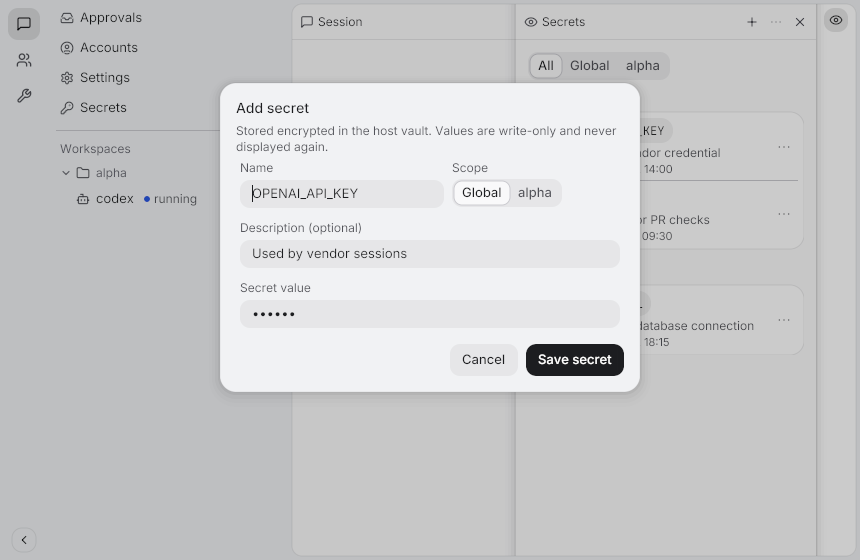 Approvals
Accounts
Settings
Secrets
Workspaces
alpha
codex
running
Session
Secrets
All
Global
alpha
Add secret
Stored encrypted in the host vault. Values are write-only and never
displayed again.
Name
Scope
OPENAI_API_KEY
Global
alpha
Description (optional)
Used by vendor sessions
Secret value
••••••
Cancel
Save secret
_KEY
credential
14:00
PR checks
09:30
database connection
18:15